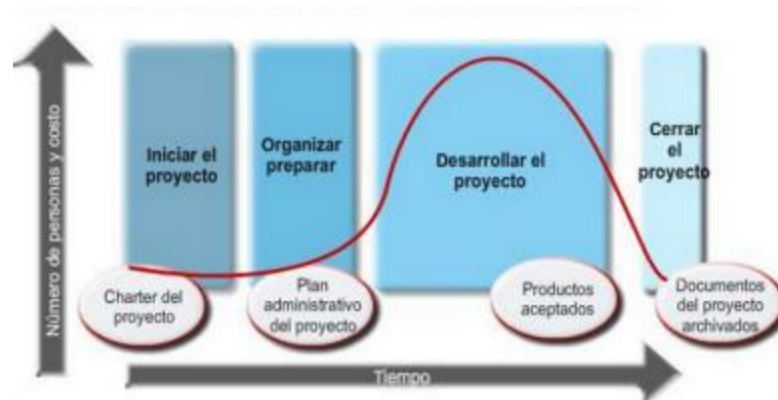 Número de personas y costo
Iniciar el
proyecto
Organizar
preparar
Desarrollar el
proyecto
Cerrar
el
proyecto
Charter del
proyecto
Plan
administrativo
del proyecto
Productos
aceptados
Documentos
del proyecto
archivados
Tiempo